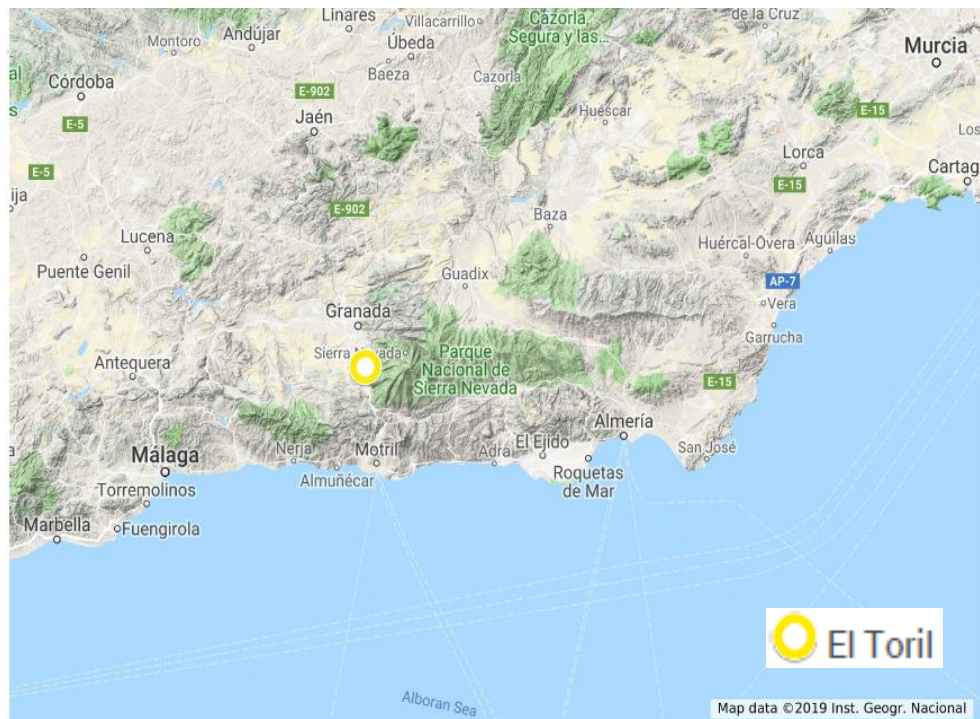 Linares
Villacarrillo
Cazorla,
Segura y las...
de la Cruz
Montoro
Andújar
Úbeda
Murcia
Baeza
Cazorla
Córdoba
E-902
Huéscar
E-15
E-5
Jaén
Los
Lorca
Cartag
E-5
E-15
ija
E-902
Baza
Lucena
Huércal-Overa
Aguilas
Puente Genil
Guadix
AP-7
Vera
Granada
Garrucha
Antequera
Sierra Nevada
Parque
Nacional de
Sierra Nevada
E-15
Almería
Málaga
Nerja
Motril
Adra
El Ejido
San José
Almuñécar
Roquetas
de Mar
Torremolinos
Marbella
Fuengirola
El Toril
Alboran Sea
Map data ©2019 Inst. Geogr. Nacional